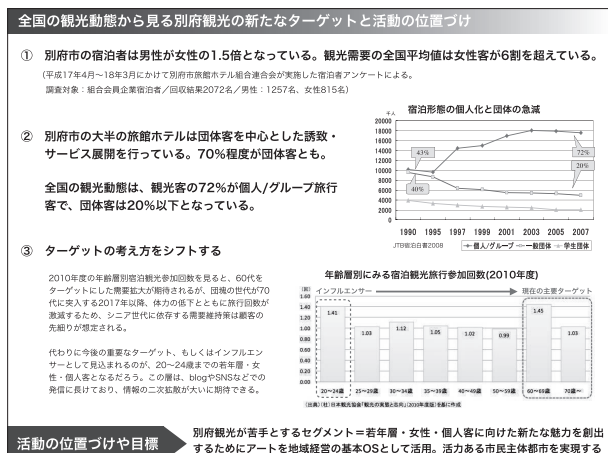 全国の観光動態から見る別府観光の新たなターゲットと活動の位置づけ
① 別府市の宿泊者は男性が女性の1.5倍となっている。観光需要の全国平均値は女性客が6割を超えている。
（平成17年4月〜18年3月にかけて別府市旅館ホテル組合連合会が実施した宿泊者アンケートによる。
調査対象：組合会員企業宿泊者／回収結果2072名／男性：1257名、女性815名）
② 別府市の大半の旅館ホテルは団体客を中心とした誘致・
サービス展開を行っている。70%程度が団体客とも。
全国の観光動態は、観光客の72%が個人/グループ旅行
客で、団体客は20%以下となっている。
宿泊形態の個人化と団体の急減
千人
20000
18000
16000
14000
12000
10000
8000
6000
4000
2000
0
43%
40%
72%
20%
1990 1995 1997 1999 2001 2003 2005 2007
JTB宿泊白書2008
個人/グループ 一般団体 学生団体
③ ターゲットの考え方をシフトする
2010年度の年齢層別宿泊観光参加回数を見ると、60代を
ターゲットにした需要拡大が期待されるが、団塊の世代が70
代に突入する2017年以降、体力の低下とともに旅行回数が
激減するため、シニア世代に依存する需要維持策は顧客の
先細りが想定される。
代わりに今後の重要なターゲット、もしくはインフルエン
サーとして見込まれるのが、20〜24歳までの若年層・女
性・個人客となるだろう。この層は、blogやSNSなどでの
発信に長けており、情報の二次拡散が大いに期待できる。
年齢層別にみる宿泊観光旅行参加回数(2010年度)
(回) インフルエンサー 現在の主要ターゲット
1.60
1.40
1.20
1.00
0.80
0.60
0.40
0.20
0.00
1.41 1.03 1.12 1.05 1.02 0.99 1.45 1.03
20〜24歳 25〜29歳 30〜34歳 35〜39歳 40〜49歳 50〜59歳 60〜69歳 70歳〜
（出典）（社）日本観光協会「観光の実態と志向」（2010年度版）を基に作成
活動の位置づけや目標
別府観光が苦手とするセグメント＝若年層・女性・個人客に向けた新たな魅力を創出
するためにアートを地域経営の基本OSとして活用。活力ある市民主体都市を実現する